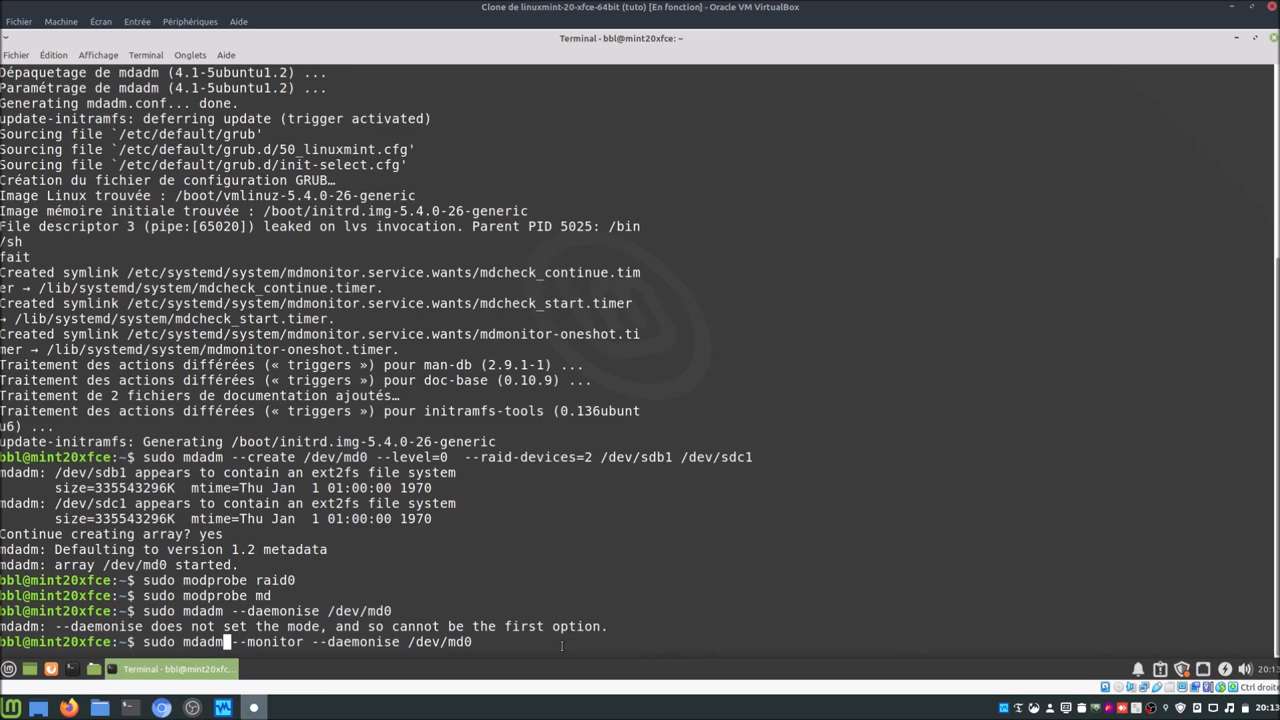 Clone de linuxmint-20-xfce-64bit (tuto) [En fonction] - Oracle VM VirtualBox
Fichier Machine Écran Entrée Périphériques Aide
Terminal - bbl@mint20xfce: ~
Fichier Édition Affichage Terminal Onglets Aide
Dépaquetage de mdadm (4.1-5ubuntu1.2) ...
Paramétrage de mdadm (4.1-5ubuntu1.2) ...
Generating mdadm.conf... done.
update-initramfs: deferring update (trigger activated)
Sourcing file `/etc/default/grub'
Sourcing file `/etc/default/grub.d/50_linuxmint.cfg'
Sourcing file `/etc/default/grub.d/init-select.cfg'
Création du fichier de configuration GRUB…
Image Linux trouvée : /boot/vmlinuz-5.4.0-26-generic
Image mémoire initiale trouvée : /boot/initrd.img-5.4.0-26-generic
File descriptor 3 (pipe:[65020]) leaked on lvs invocation. Parent PID 5025: /bin
/sh
fait
Created symlink /etc/systemd/system/mdmonitor.service.wants/mdcheck_continue.tim
er → /lib/systemd/system/mdcheck_continue.timer.
Created symlink /etc/systemd/system/mdmonitor.service.wants/mdcheck_start.timer
→ /lib/systemd/system/mdcheck_start.timer.
Created symlink /etc/systemd/system/mdmonitor.service.wants/mdmonitor-oneshot.ti
mer → /lib/systemd/system/mdmonitor-oneshot.timer.
Traitement des actions différées (« triggers ») pour man-db (2.9.1-1) ...
Traitement des actions différées (« triggers ») pour doc-base (0.10.9) ...
Traitement de 2 fichiers de documentation ajoutés…
Traitement des actions différées (« triggers ») pour initramfs-tools (0.136ubunt
u6) ...
update-initramfs: Generating /boot/initrd.img-5.4.0-26-generic
bbl@mint20xfce:~$ sudo mdadm --create /dev/md0 --level=0  --raid-devices=2 /dev/sdb1 /dev/sdc1
mdadm: /dev/sdb1 appears to contain an ext2fs file system
size=335543296K  mtime=Thu Jan  1 01:00:00 1970
mdadm: /dev/sdc1 appears to contain an ext2fs file system
size=335543296K  mtime=Thu Jan  1 01:00:00 1970
Continue creating array? yes
mdadm: Defaulting to version 1.2 metadata
mdadm: array /dev/md0 started.
bbl@mint20xfce:~$ sudo modprobe raid0
bbl@mint20xfce:~$ sudo modprobe md
bbl@mint20xfce:~$ sudo mdadm --daemonise /dev/md0
mdadm: --daemonise does not set the mode, and so cannot be the first option.
bbl@mint20xfce:~$ sudo mdadm --monitor --daemonise /dev/md0
Terminal - bbl@mint20xfc... 20:13
Ctrl droite
20:13